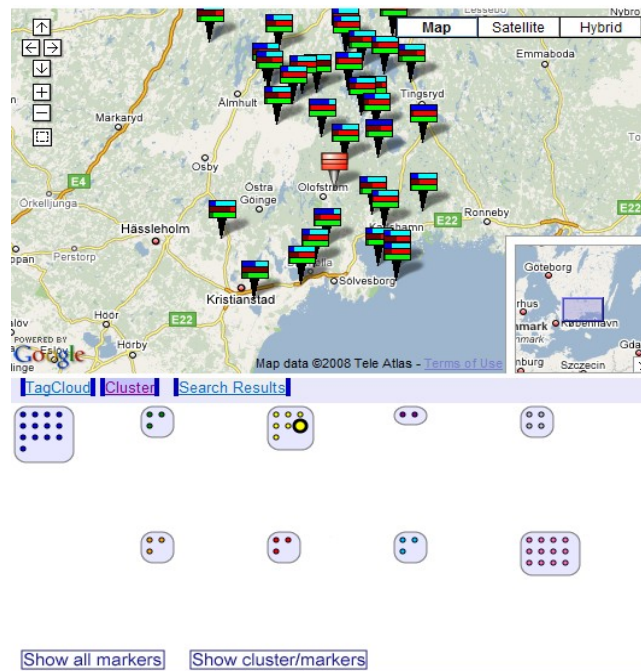 Lessebo
Nybro
Map Satellite Hybrid
Emmaboda
Älmhult
Tingsryd
Markaryd
Osby
E4
Örkelljunga
Östra
Göinge
Olofström
Ronneby
E22
E22
Hässleholm
Perstorp
Sölvesborg
Kristianstad
Höör
E22
Hörby
POWERED BY
Google
Map data ©2008 Tele Atlas - Terms of Use
Göteborg
København
Szczecin
TagCloud Cluster Search Results
Show all markers Show cluster/markers